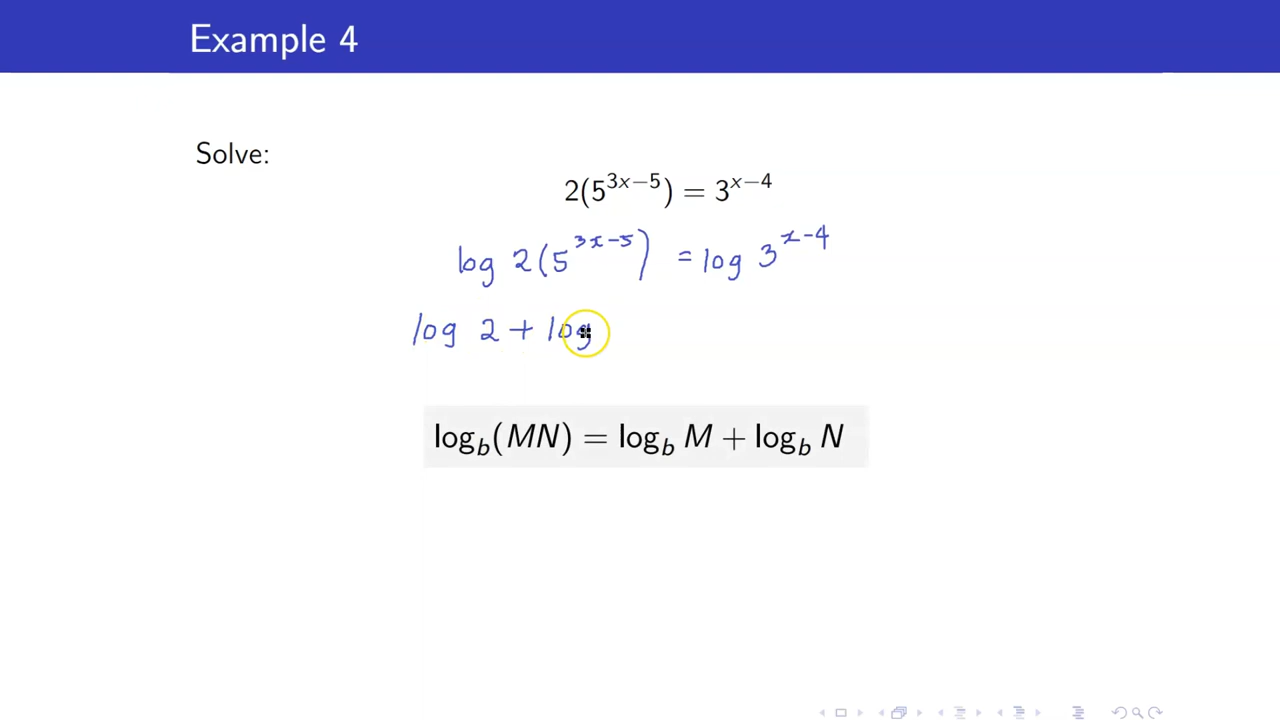 Example 4
Solve:
2(5^{3x−5}) = 3^{x−4}
log 2(5^{3x−5}) = log 3^{x−4}
log 2 + log
log_b(MN) = log_b M + log_b N